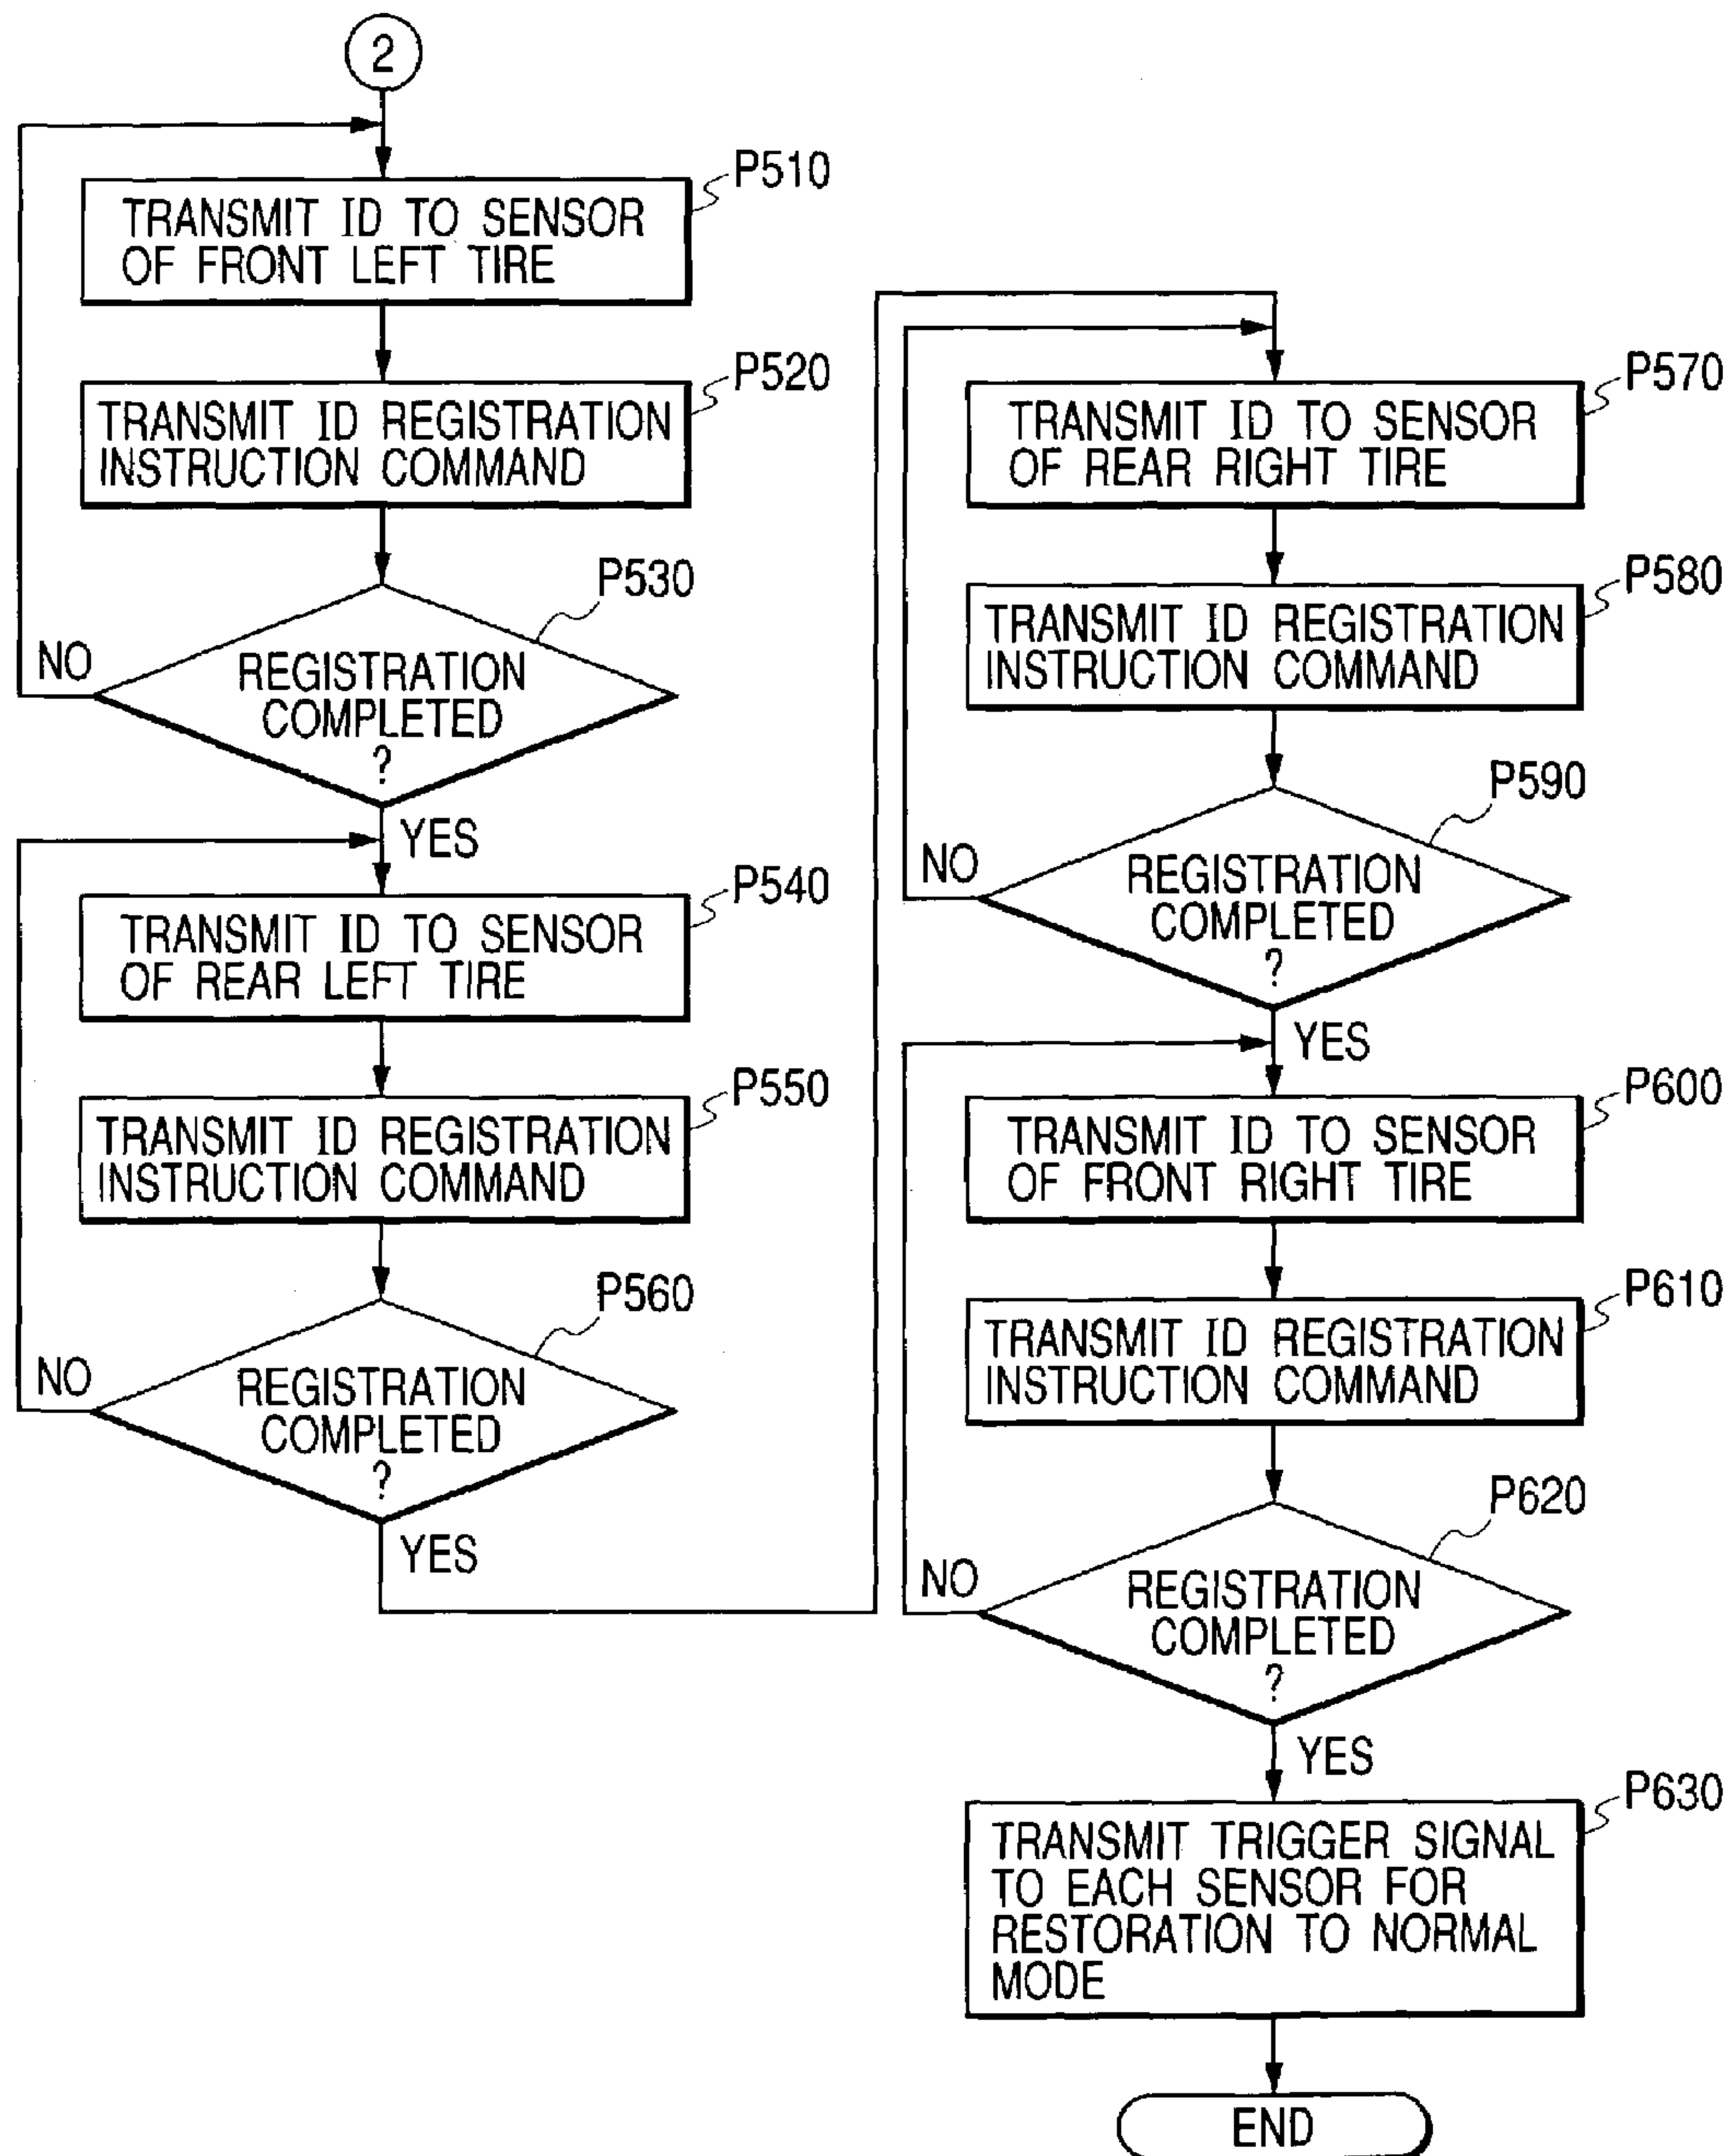 2
P510
TRANSMIT ID TO SENSOR
OF FRONT LEFT TIRE
P520
TRANSMIT ID REGISTRATION
INSTRUCTION COMMAND
P530
NO
REGISTRATION
COMPLETED
?
YES
P540
TRANSMIT ID TO SENSOR
OF REAR LEFT TIRE
P550
TRANSMIT ID REGISTRATION
INSTRUCTION COMMAND
P560
NO
REGISTRATION
COMPLETED
?
YES
P570
TRANSMIT ID TO SENSOR
OF REAR RIGHT TIRE
P580
TRANSMIT ID REGISTRATION
INSTRUCTION COMMAND
P590
NO
REGISTRATION
COMPLETED
?
YES
P600
TRANSMIT ID TO SENSOR
OF FRONT RIGHT TIRE
P610
TRANSMIT ID REGISTRATION
INSTRUCTION COMMAND
P620
NO
REGISTRATION
COMPLETED
?
YES
P630
TRANSMIT TRIGGER SIGNAL
TO EACH SENSOR FOR
RESTORATION TO NORMAL
MODE
END